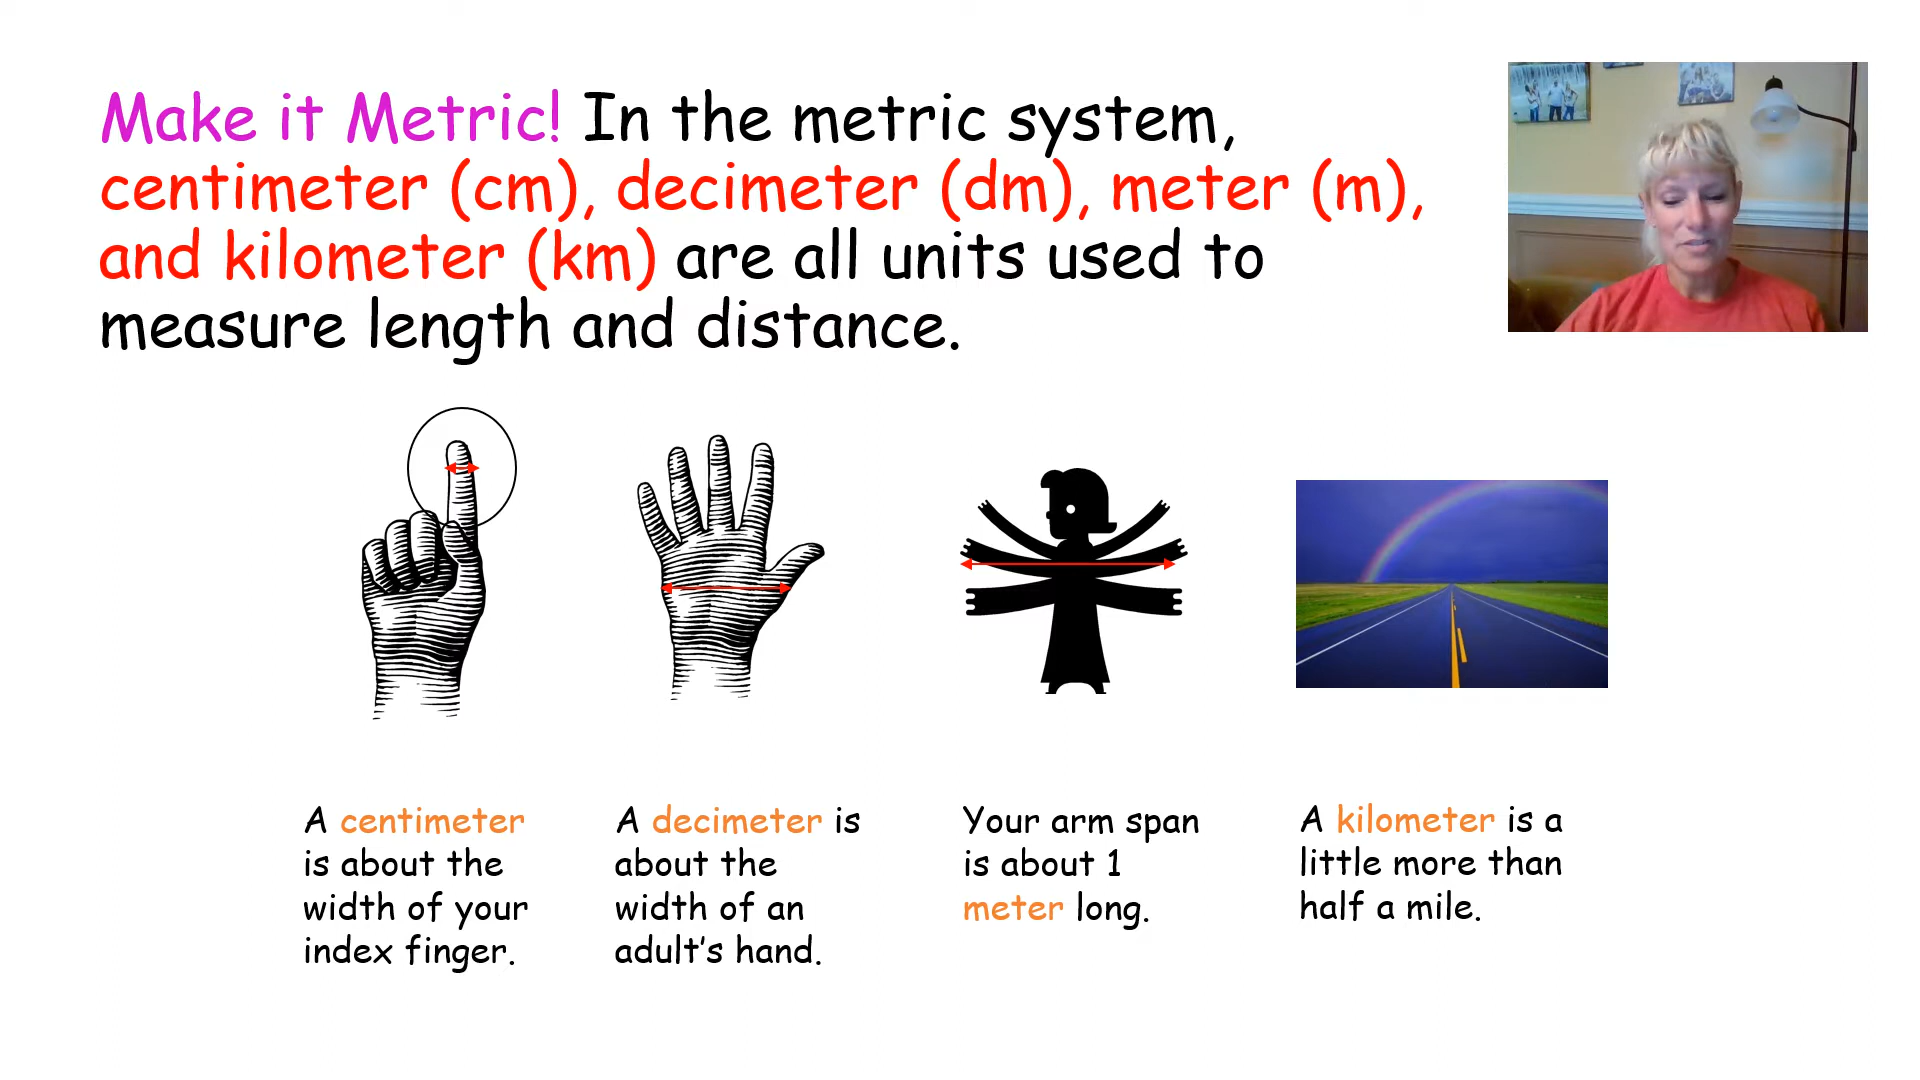 Make it Metric! In the metric system,
centimeter (cm), decimeter (dm), meter (m),
and kilometer (km) are all units used to
measure length and distance.
A centimeter
is about the
width of your
index finger.
A decimeter is
about the
width of an
adult's hand.
Your arm span
is about 1
meter long.
A kilometer is a
little more than
half a mile.